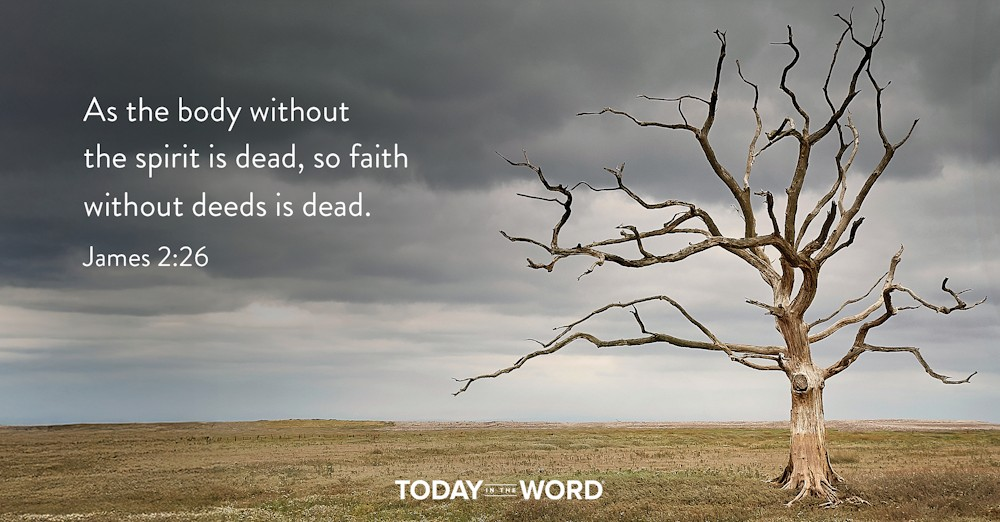 As the body without
the spirit is dead, so faith
without deeds is dead.
James 2:26
TODAY IN THE WORD